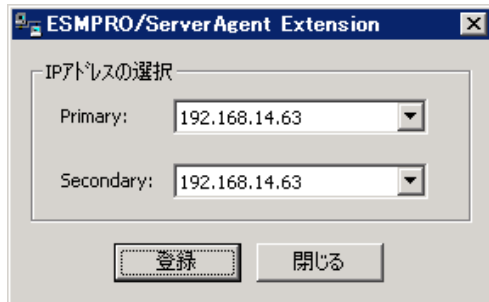 ESMPRO/ServerAgent Extension
IPアドレスの選択
Primary: 192.168.14.63
Secondary: 192.168.14.63
登録 閉じる